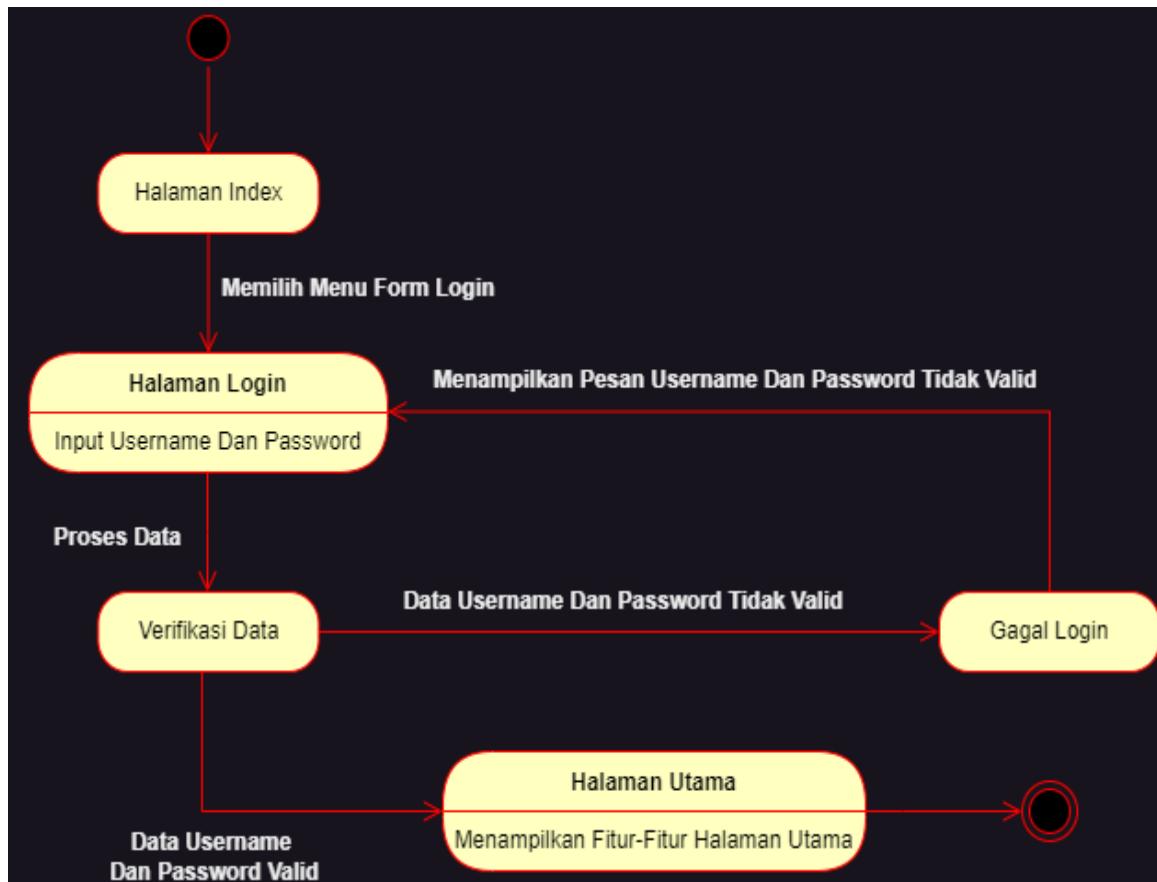 Halaman Index
Memilih Menu Form Login
Halaman Login
Input Username Dan Password
Menampilkan Pesan Username Dan Password Tidak Valid
Proses Data
Verifikasi Data
Data Username Dan Password Tidak Valid
Gagal Login
Halaman Utama
Menampilkan Fitur-Fitur Halaman Utama
Data Username
Dan Password Valid